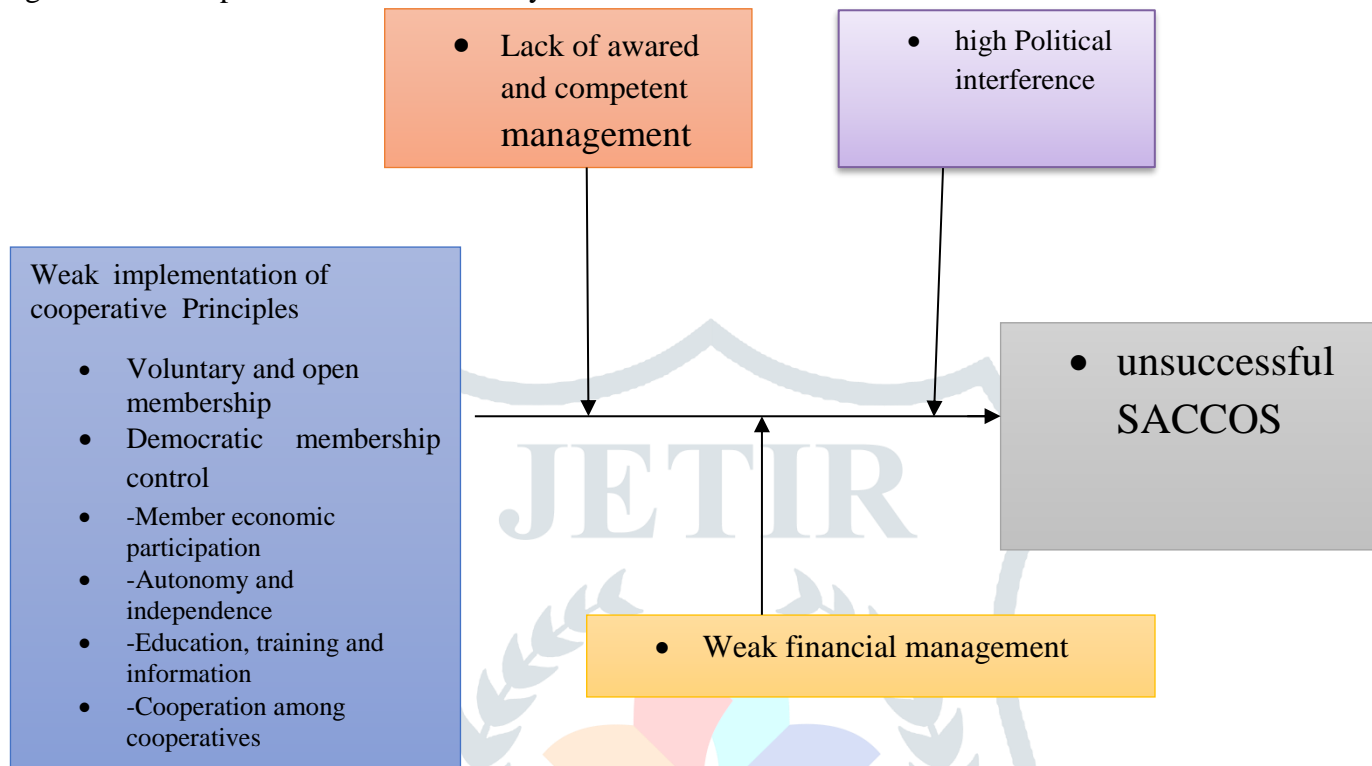 • Lack of awared
and competent
management
• high Political
interference
Weak implementation of
cooperative Principles
• Voluntary and open
membership
• Democratic membership
control
• -Member economic
participation
• -Autonomy and
independence
• -Education, training and
information
• -Cooperation among
cooperatives
• unsuccessful
SACCOS
JETIR
• Weak financial management